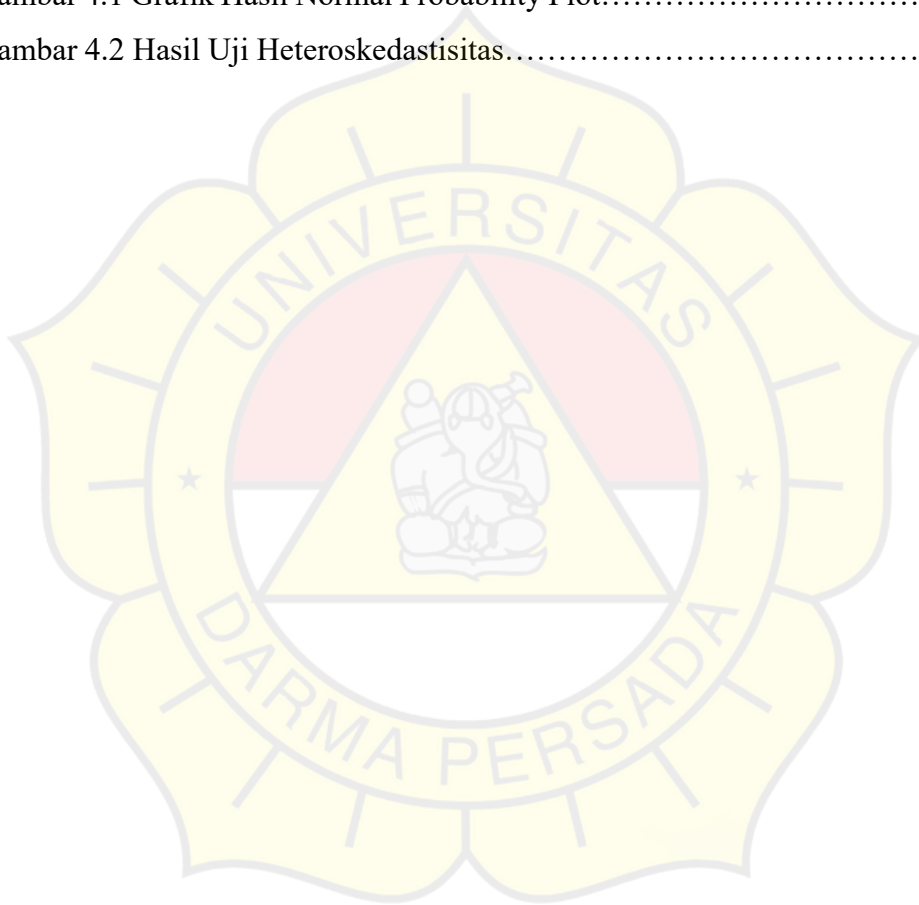 ambar 4.1 Grafik Hasil Normal Probability Plot……………………………
ambar 4.2 Hasil Uji Heteroskedastisitas……………………………………
UNIVERSITAS
DARMA PERSADA